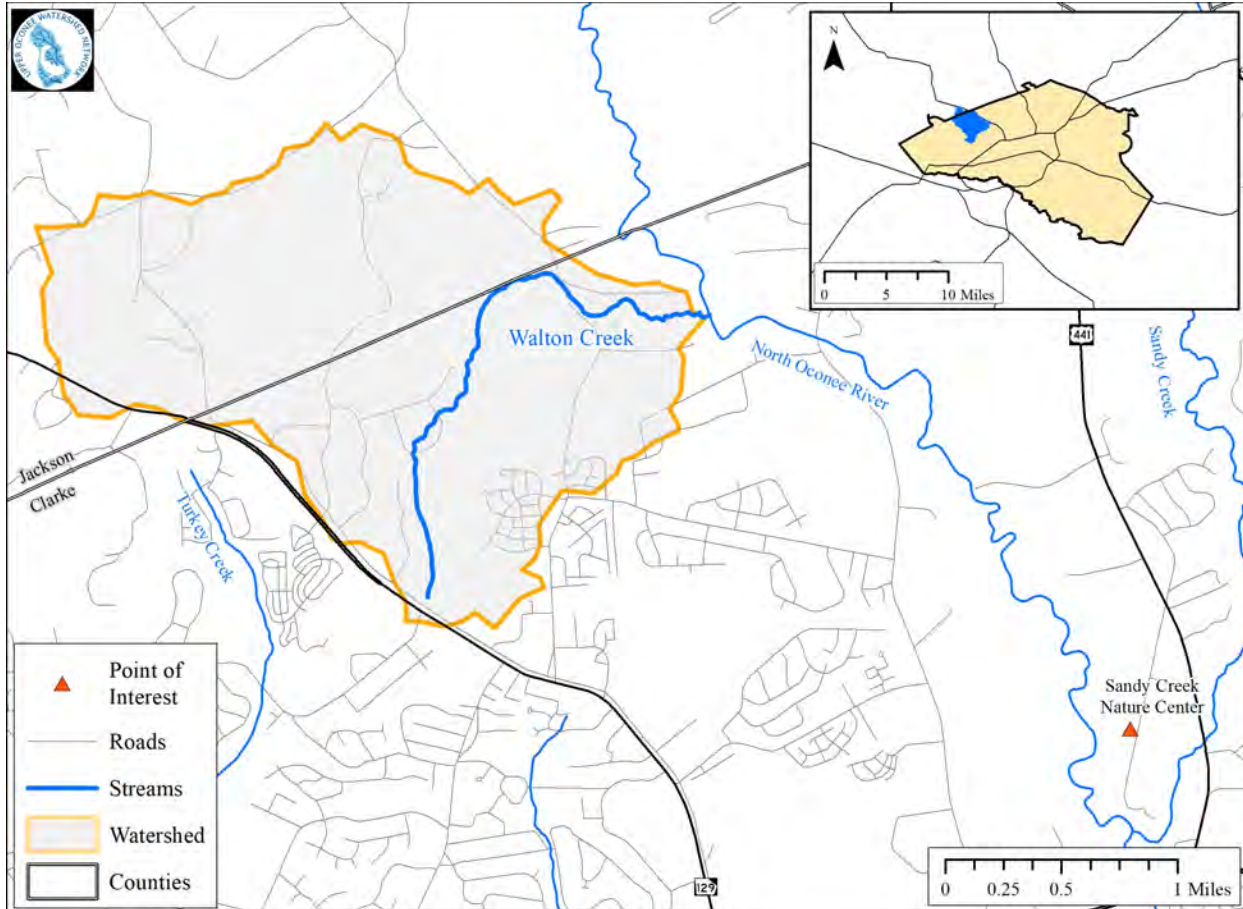 UPPER OCONEE WATERSHED NETWORK
N
0 5 10 Miles
Walton Creek
North Oconee River
441
Sandy Creek
Jackson
Clarke
Turkey Creek
Point of
Interest
Roads
Streams
Watershed
Counties
Sandy Creek
Nature Center
129
0 0.25 0.5 1 Miles